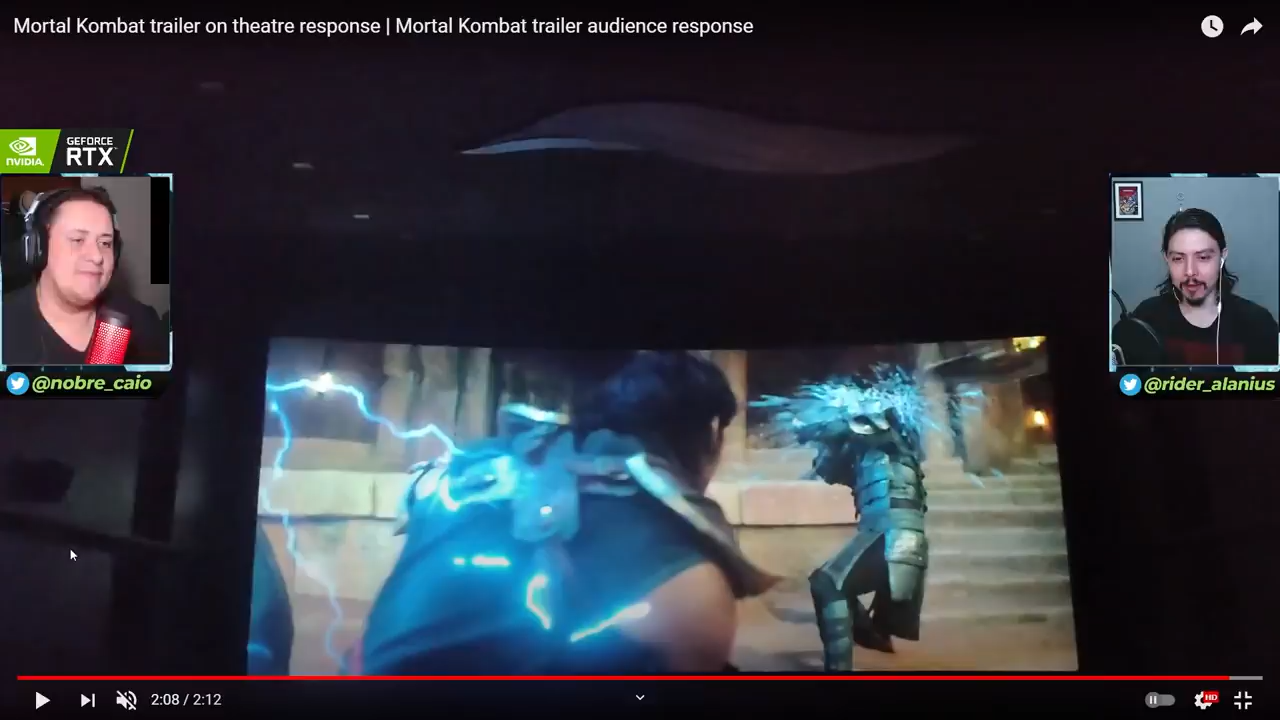 Mortal Kombat trailer on theatre response | Mortal Kombat trailer audience response
NVIDIA.
GEFORCE
RTX
@nobre_caio
@rider_alanius
2:08 / 2:12
HD